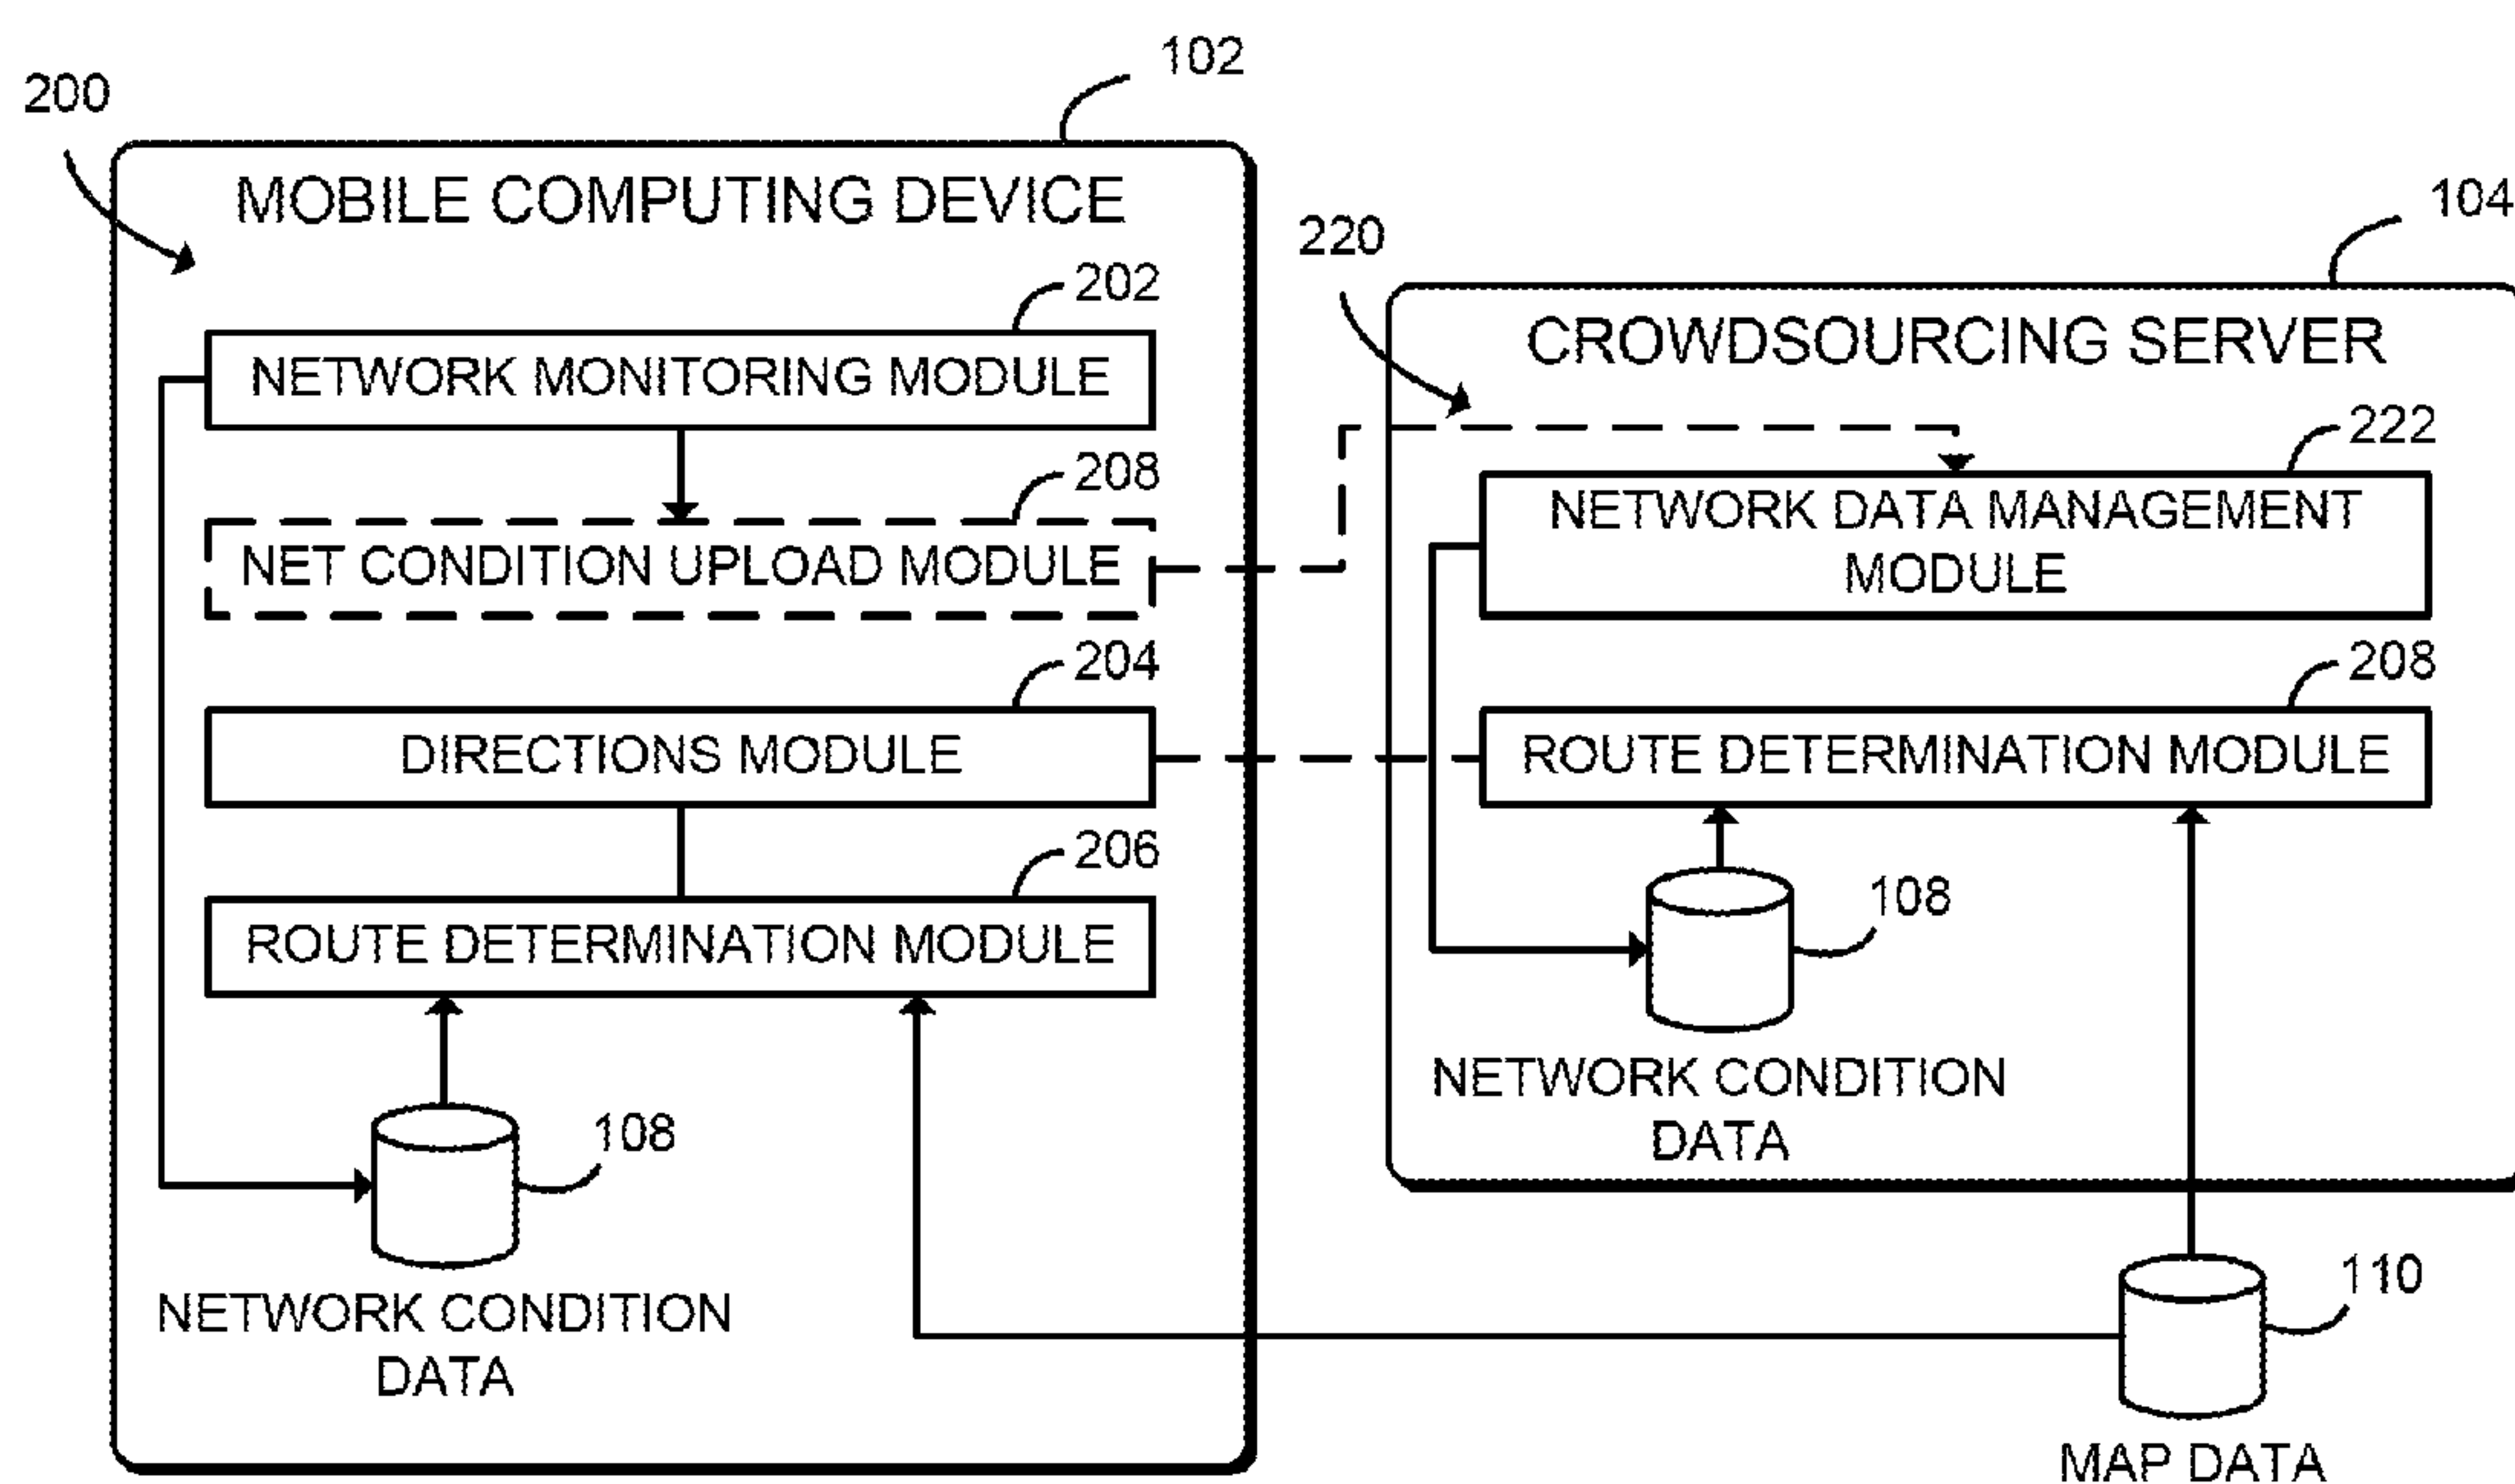 200
102
MOBILE COMPUTING DEVICE
202
NETWORK MONITORING MODULE
208
NET CONDITION UPLOAD MODULE
204
DIRECTIONS MODULE
206
ROUTE DETERMINATION MODULE
108
NETWORK CONDITION
DATA
220
104
CROWDSOURCING SERVER
222
NETWORK DATA MANAGEMENT
MODULE
208
ROUTE DETERMINATION MODULE
108
NETWORK CONDITION
DATA
110
MAP DATA